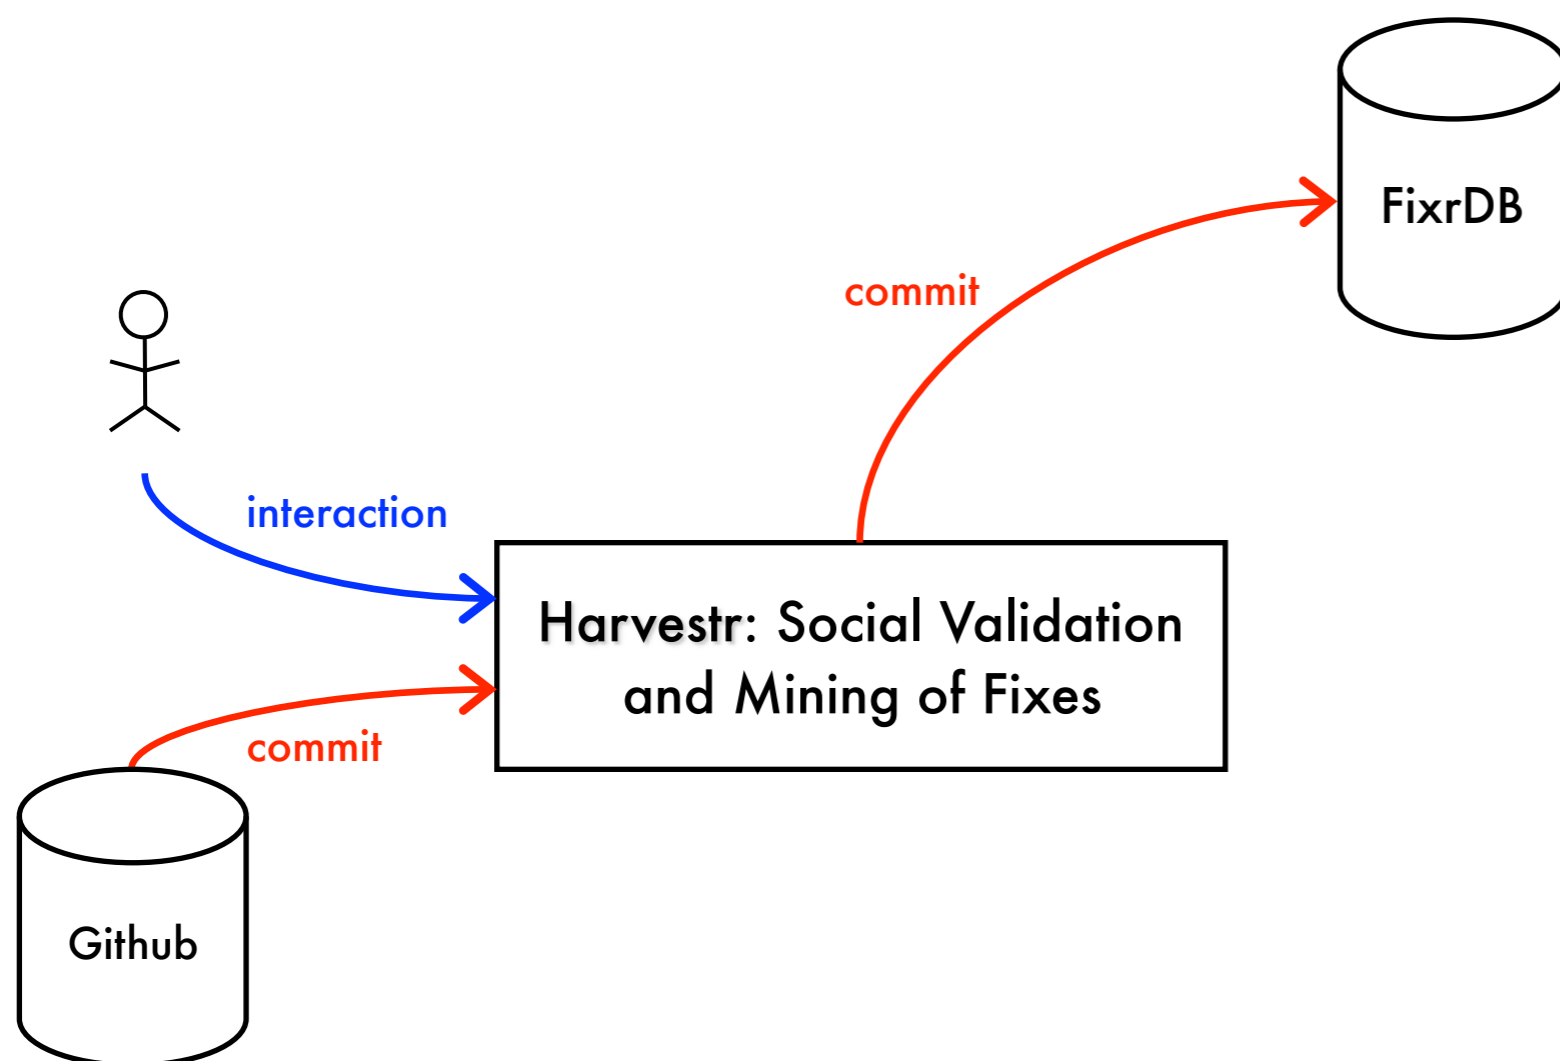 FixrDB
commit
interaction
Harvestr: Social Validation
and Mining of Fixes
commit
Github